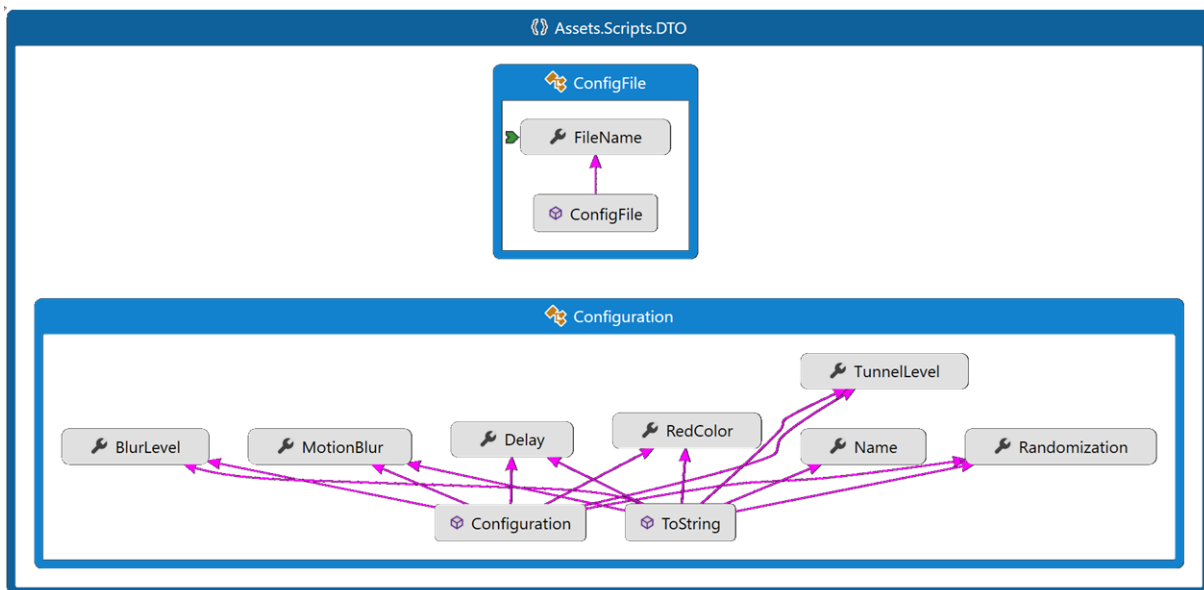 Assets.Scripts.DTO
ConfigFile
FileName
ConfigFile
Configuration
TunnelLevel
BlurLevel
MotionBlur
Delay
RedColor
Name
Randomization
Configuration
ToString